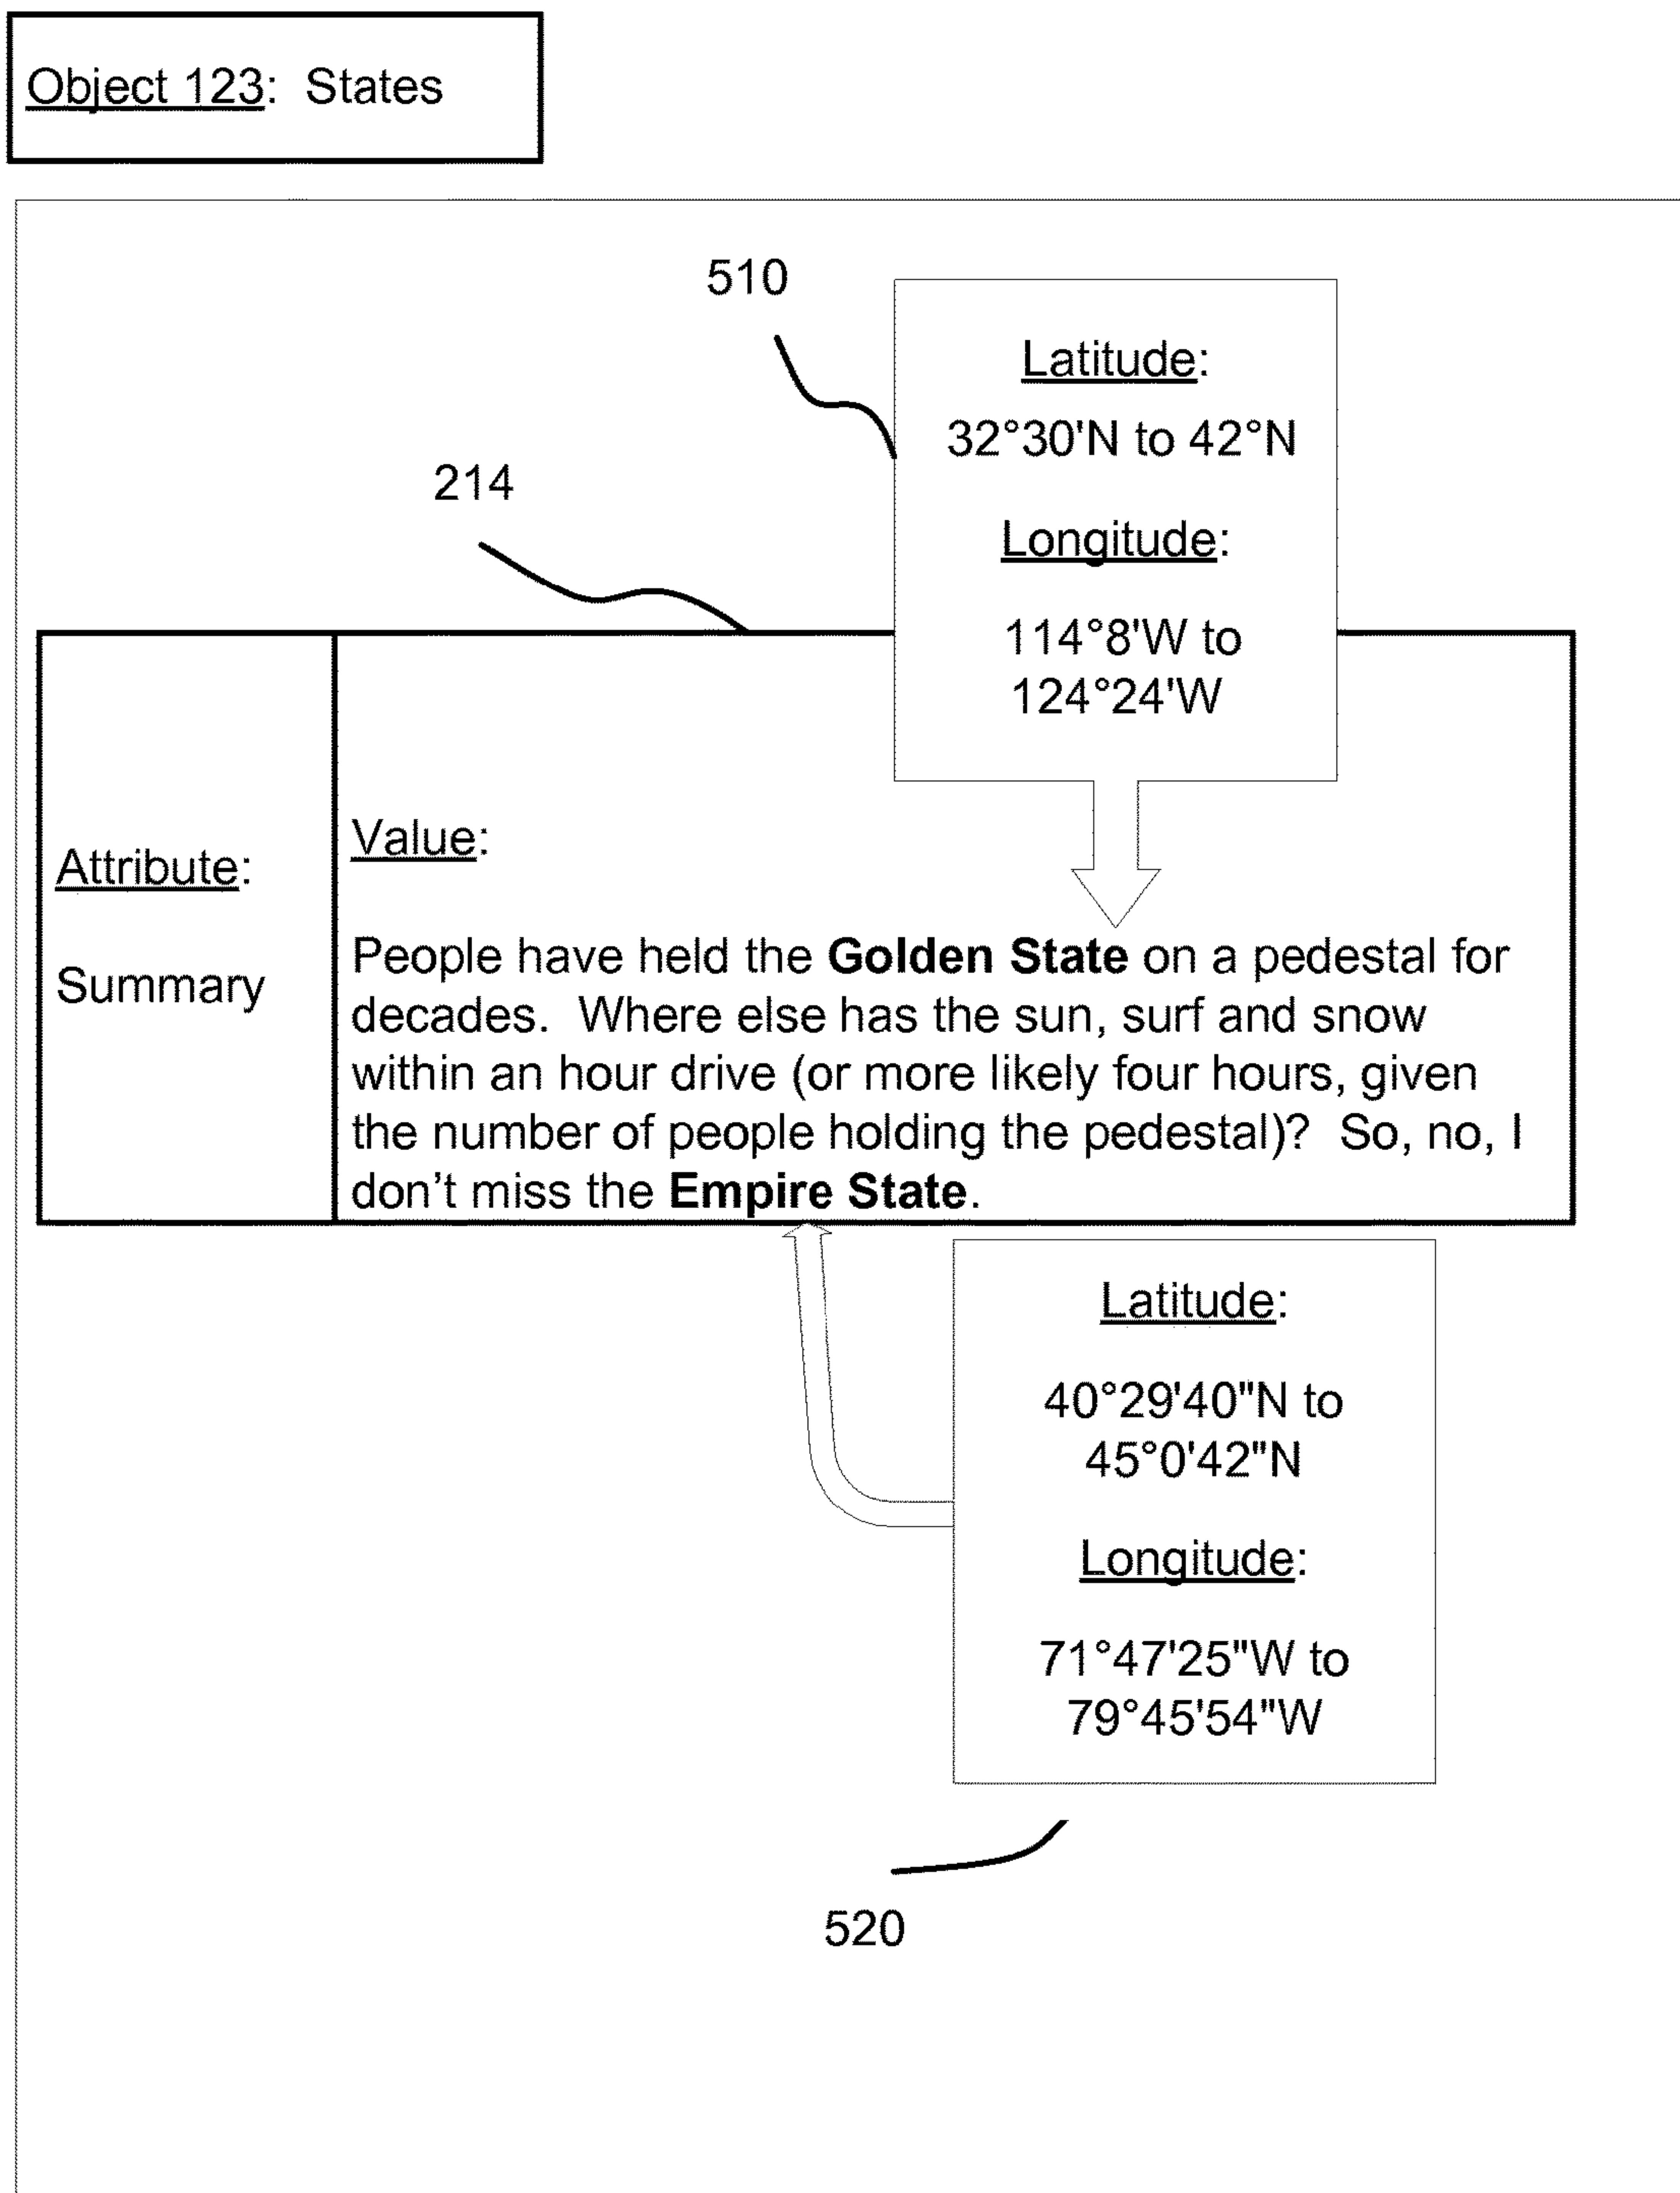 Object 123: States
510
Latitude:
32°30'N to 42°N
Longitude:
114°8'W to
124°24'W
214
Attribute:
Summary
Value:
People have held the Golden State on a pedestal for
decades. Where else has the sun, surf and snow
within an hour drive (or more likely four hours, given
the number of people holding the pedestal)? So, no, I
don't miss the Empire State.
Latitude:
40°29'40"N to
45°0'42"N
Longitude:
71°47'25"W to
79°45'54"W
520